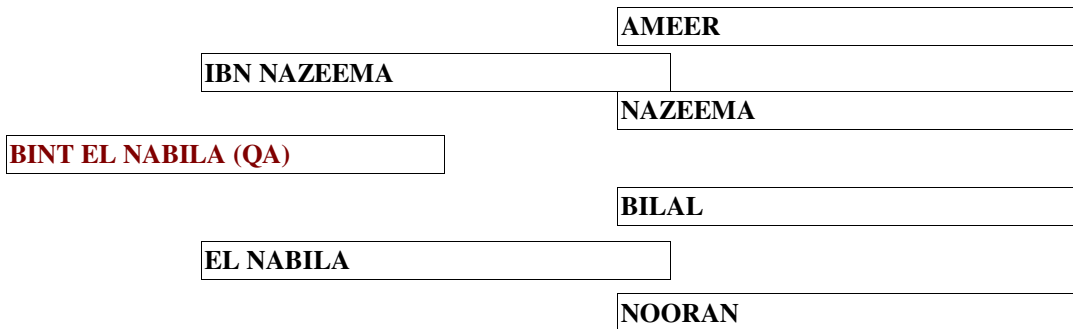 AMEER
IBN NAZEEMA
NAZEEMA
BINT EL NABILA (QA)
BILAL
EL NABILA
NOORAN